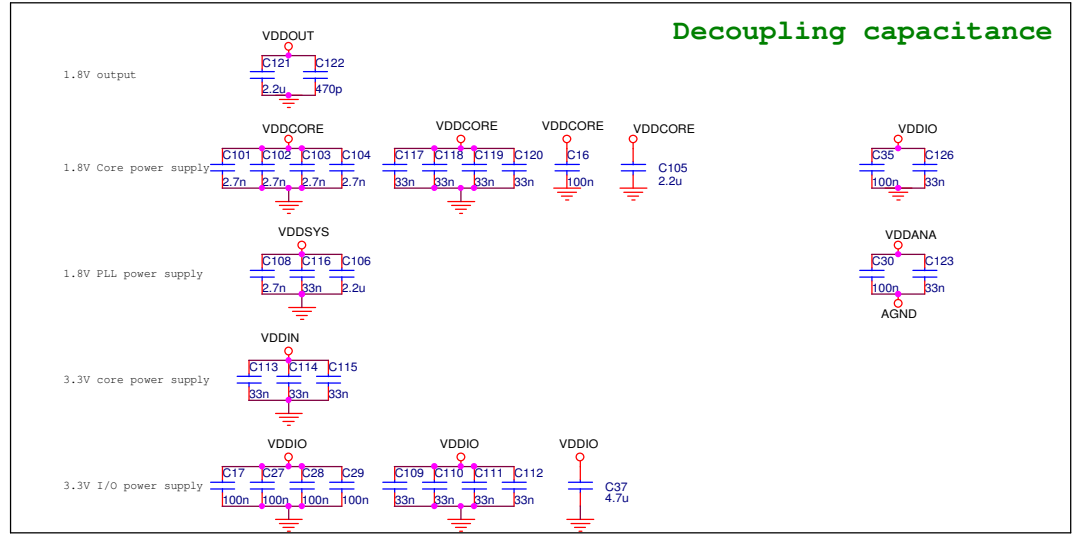 Decoupling capacitance
VDDOUT
C121 C122
1.8V output
2.2u 470p
VDDCORE VDDCORE VDDCORE VDDCORE VDDIO
C101 C102 C103 C104 C117 C118 C119 C120 C16 C35 C126
1.8V Core power supply C105
2.7n 2.7n 2.7n 2.7n 33n 33n 33n 33n 100n 2.2u 100n 33n
VDDSYS VDDANA
C108 C116 C106 C30 C123
1.8V PLL power supply
2.7n 33n 2.2u 100n 33n
AGND
VDDIN
C113 C114 C115
3.3V core power supply
33n 33n 33n
VDDIO VDDIO VDDIO
C17 C27 C28 C29 C109 C110 C111 C112
3.3V I/O power supply C37
100n 100n 100n 100n 33n 33n 33n 33n 4.7u